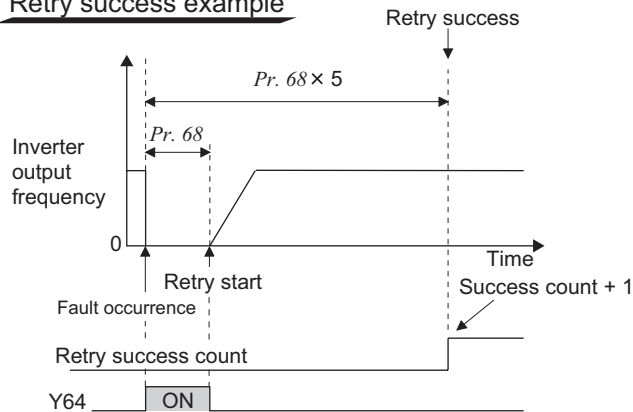 Retry success example
Retry success
Pr. 68 × 5
Pr. 68
Inverter
output
frequency
0
Time
Retry start
Success count + 1
Fault occurrence
Retry success count
Y64
ON